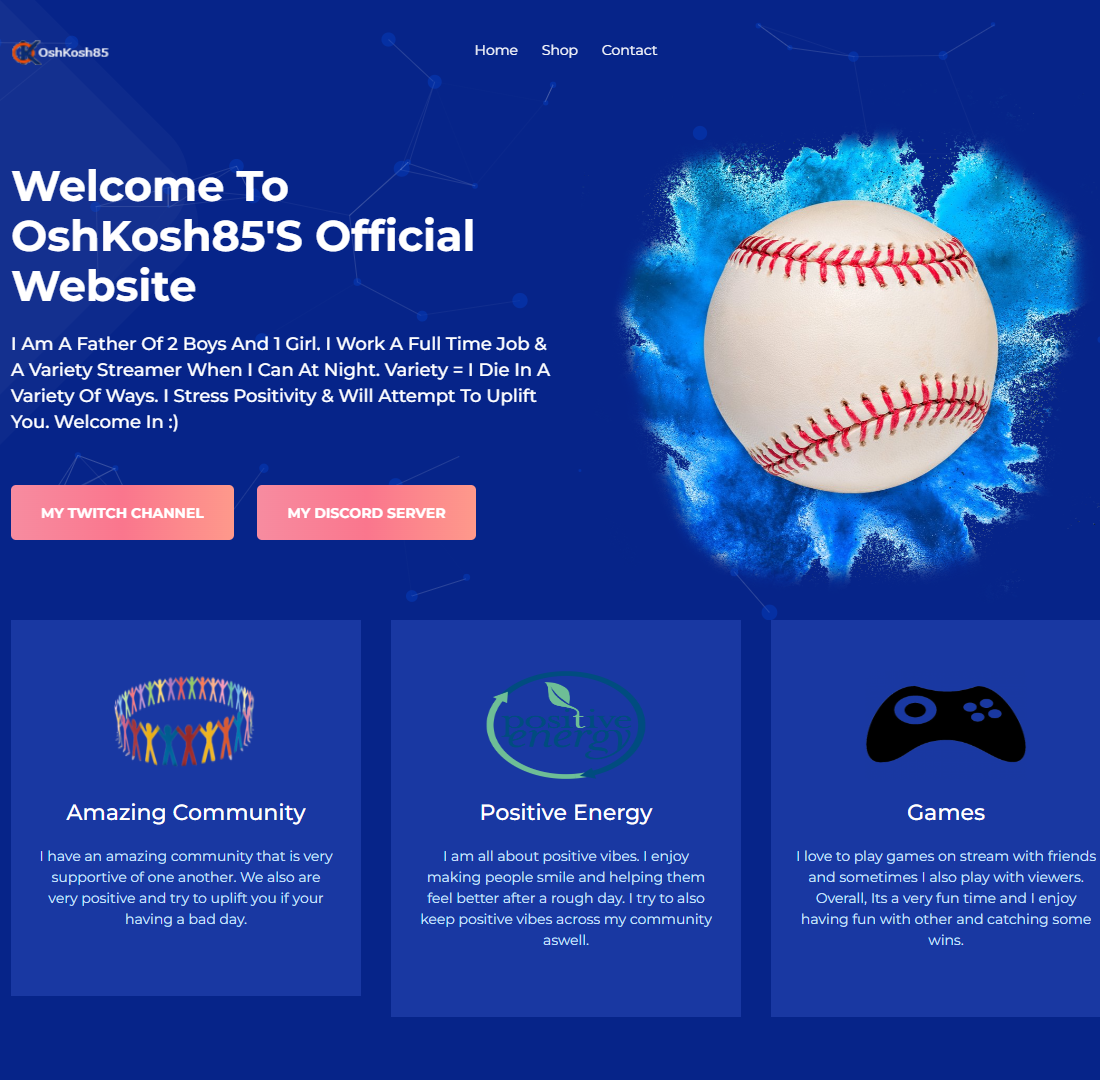 OshKosh85
Home Shop Contact
Welcome To
OshKosh85'S Official
Website
I Am A Father Of 2 Boys And 1 Girl. I Work A Full Time Job &
A Variety Streamer When I Can At Night. Variety = I Die In A
Variety Of Ways. I Stress Positivity & Will Attempt To Uplift
You. Welcome In :)
MY TWITCH CHANNEL MY DISCORD SERVER
positive
energy
Amazing Community
I have an amazing community that is very
supportive of one another. We also are
very positive and try to uplift you if your
having a bad day.
Positive Energy
I am all about positive vibes. I enjoy
making people smile and helping them
feel better after a rough day. I try to also
keep positive vibes across my community
aswell.
Games
I love to play games on stream with friends
and sometimes I also play with viewers.
Overall, Its a very fun time and I enjoy
having fun with other and catching some
wins.